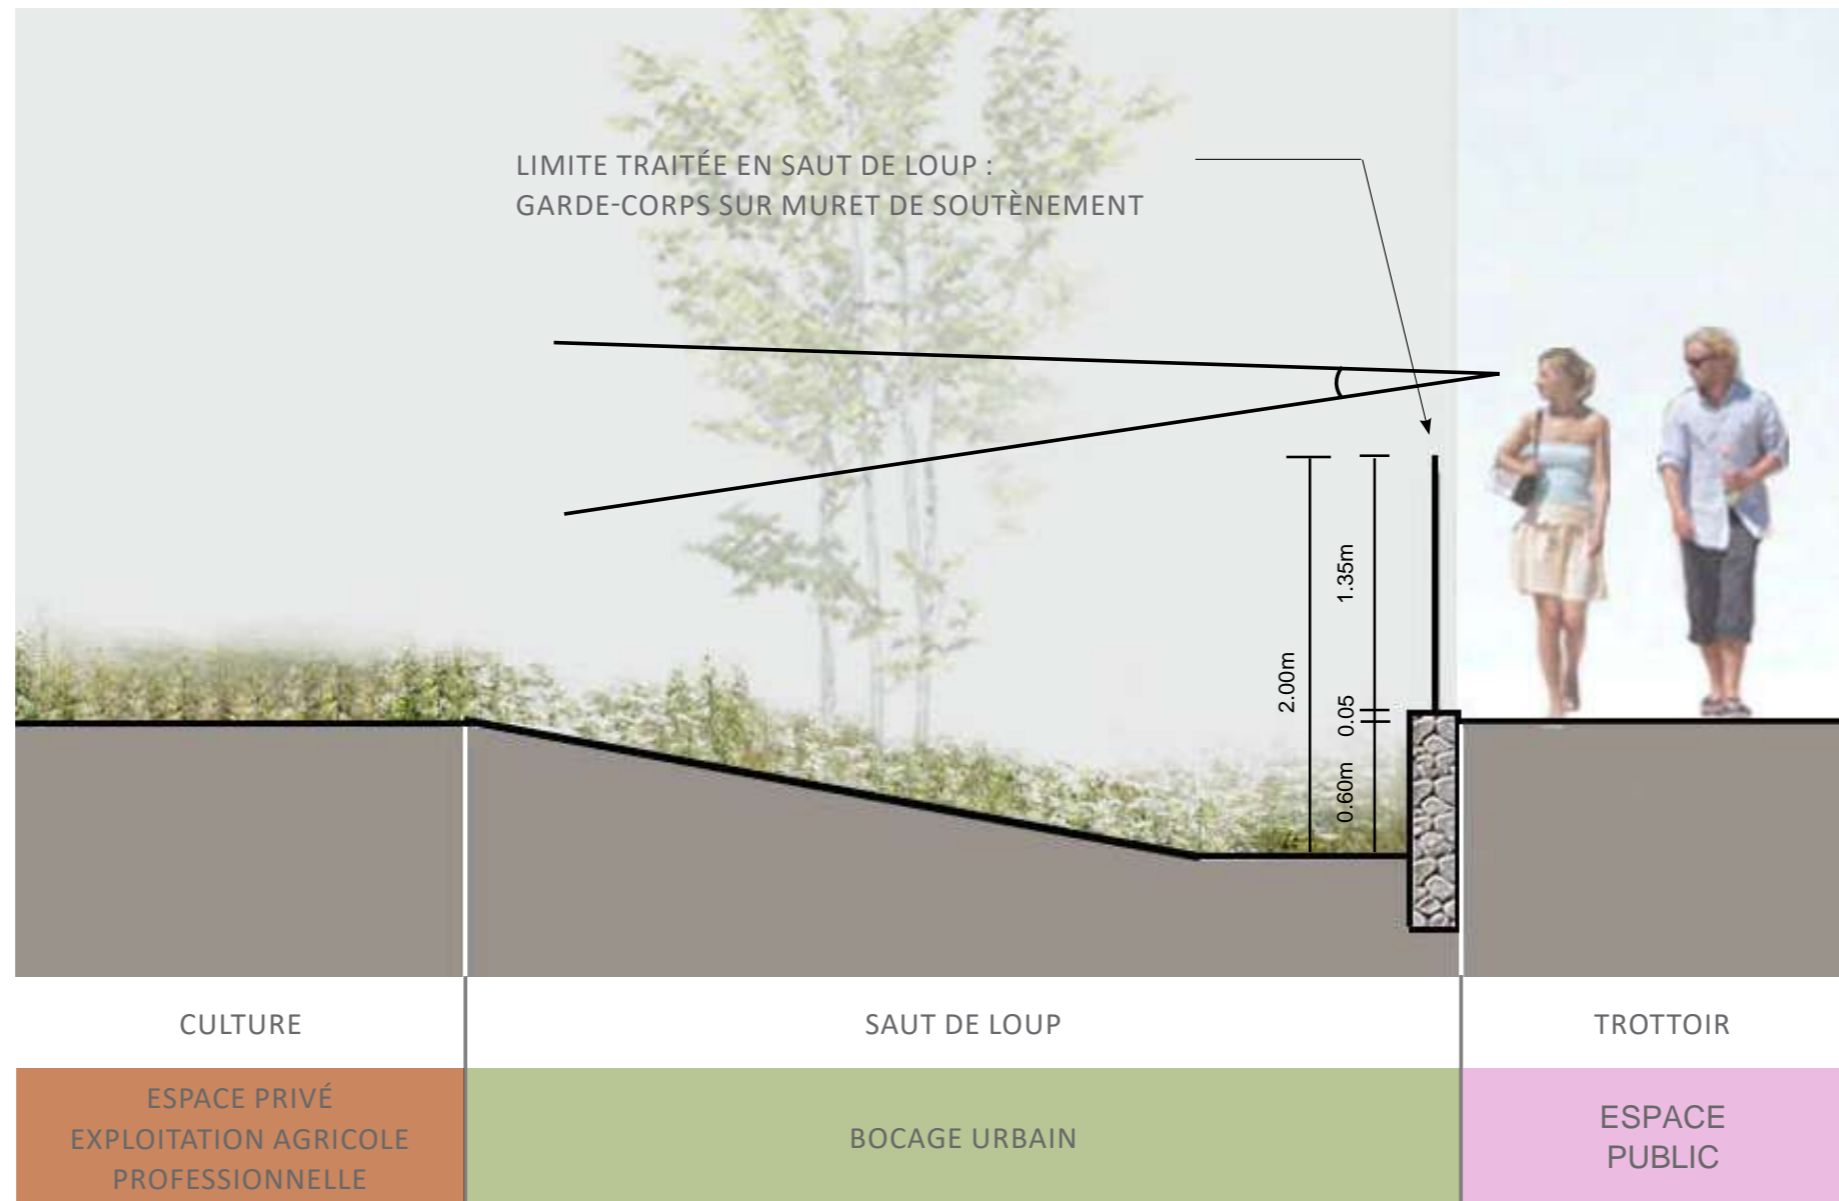 LIMITE TRAITÉE EN SAUT DE LOUP :
GARDE-CORPS SUR MURET DE SOUTÈNEMENT
2.00m
1.35m
0.05
0.60m
CULTURE
SAUT DE LOUP
TROTTOIR
ESPACE PRIVÉ
EXPLOITATION AGRICOLE
PROFESSIONNELLE
BOCAGE URBAIN
ESPACE
PUBLIC